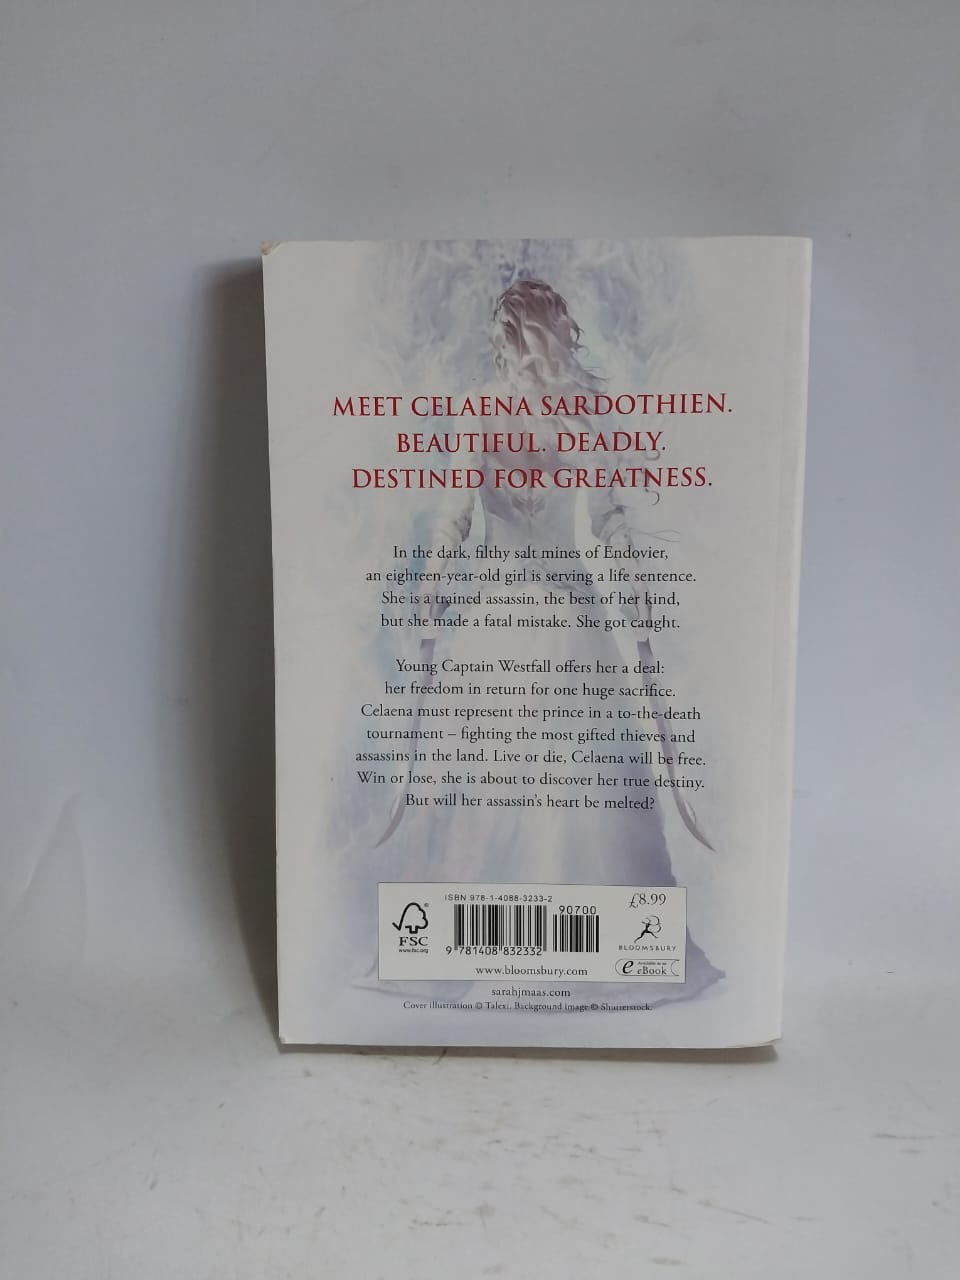 MEET CELAENA SARDOTHIEN.
BEAUTIFUL. DEADLY.
DESTINED FOR GREATNESS.
In the dark, filthy salt mines of Endovier,
an eighteen-year-old girl is serving a life sentence.
She is a trained assassin, the best of her kind,
but she made a fatal mistake. She got caught.
Young Captain Westfall offers her a deal:
her freedom in return for one huge sacrifice.
Celaena must represent the prince in a to-the-death
tournament – fighting the most gifted thieves and
assassins in the land. Live or die, Celaena will be free.
Win or lose, she is about to discover her true destiny.
But will her assassin's heart be melted?
ISBN 978-1-4088-3233-2
90700
£8.99
FSC
www.fsc.org
9 781408 832332
BLOOMSBURY
www.bloomsbury.com
e Available as an
eBook
sarahjmaas.com
Cover illustration © Talexi. Background image © Shutterstock.